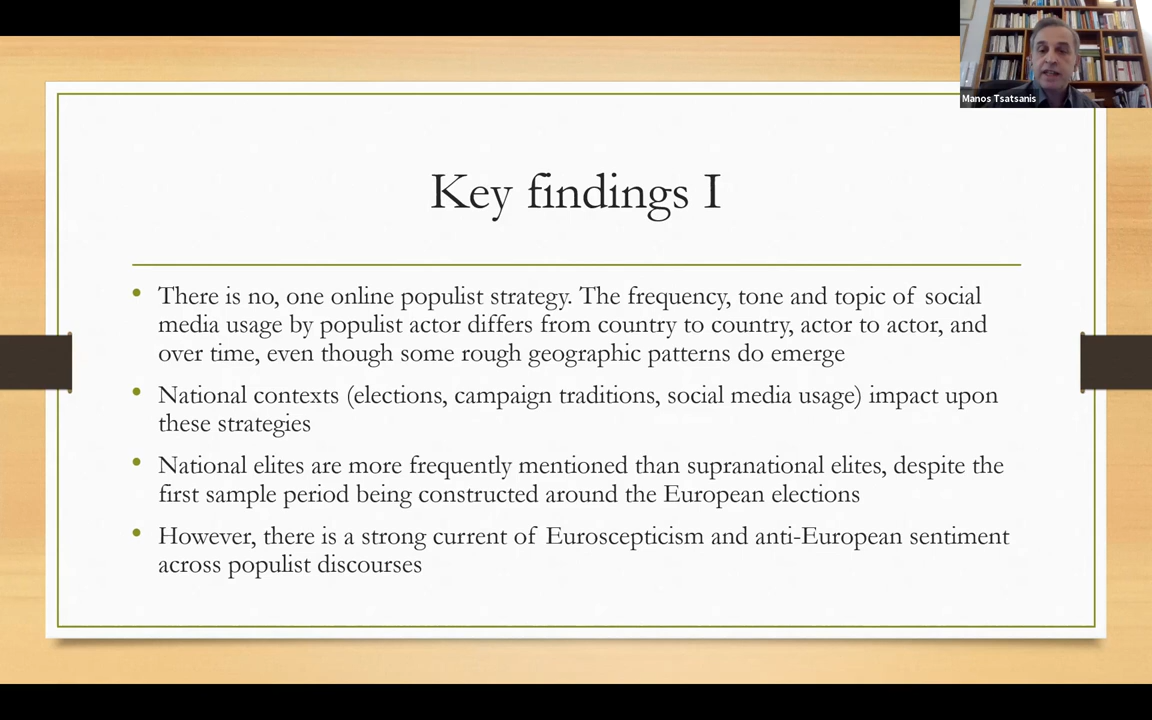 Manos Tsatsanis
Key findings I
• There is no, one online populist strategy. The frequency, tone and topic of social
media usage by populist actor differs from country to country, actor to actor, and
over time, even though some rough geographic patterns do emerge
• National contexts (elections, campaign traditions, social media usage) impact upon
these strategies
• National elites are more frequently mentioned than supranational elites, despite the
first sample period being constructed around the European elections
• However, there is a strong current of Euroscepticism and anti-European sentiment
across populist discourses